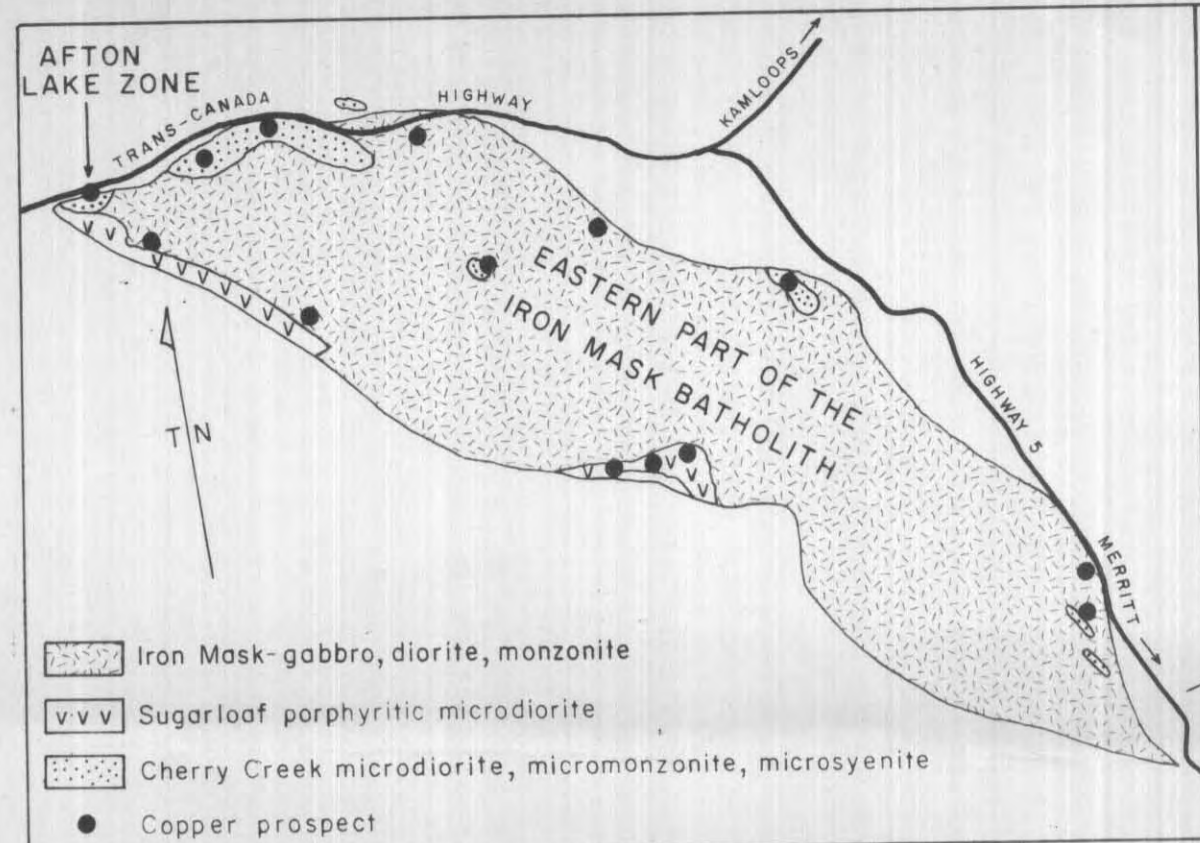 AFTON
LAKE ZONE
TRANS-CANADA
HIGHWAY
KAMLOOPS
EASTERN PART OF THE
IRON MASK BATHOLITH
T N
HIGHWAY 5
MERRITT
Iron Mask-gabbro, diorite, monzonite
v v v Sugarloaf porphyritic microdiorite
Cherry Creek microdiorite, micromonzonite, microsyenite
Copper prospect